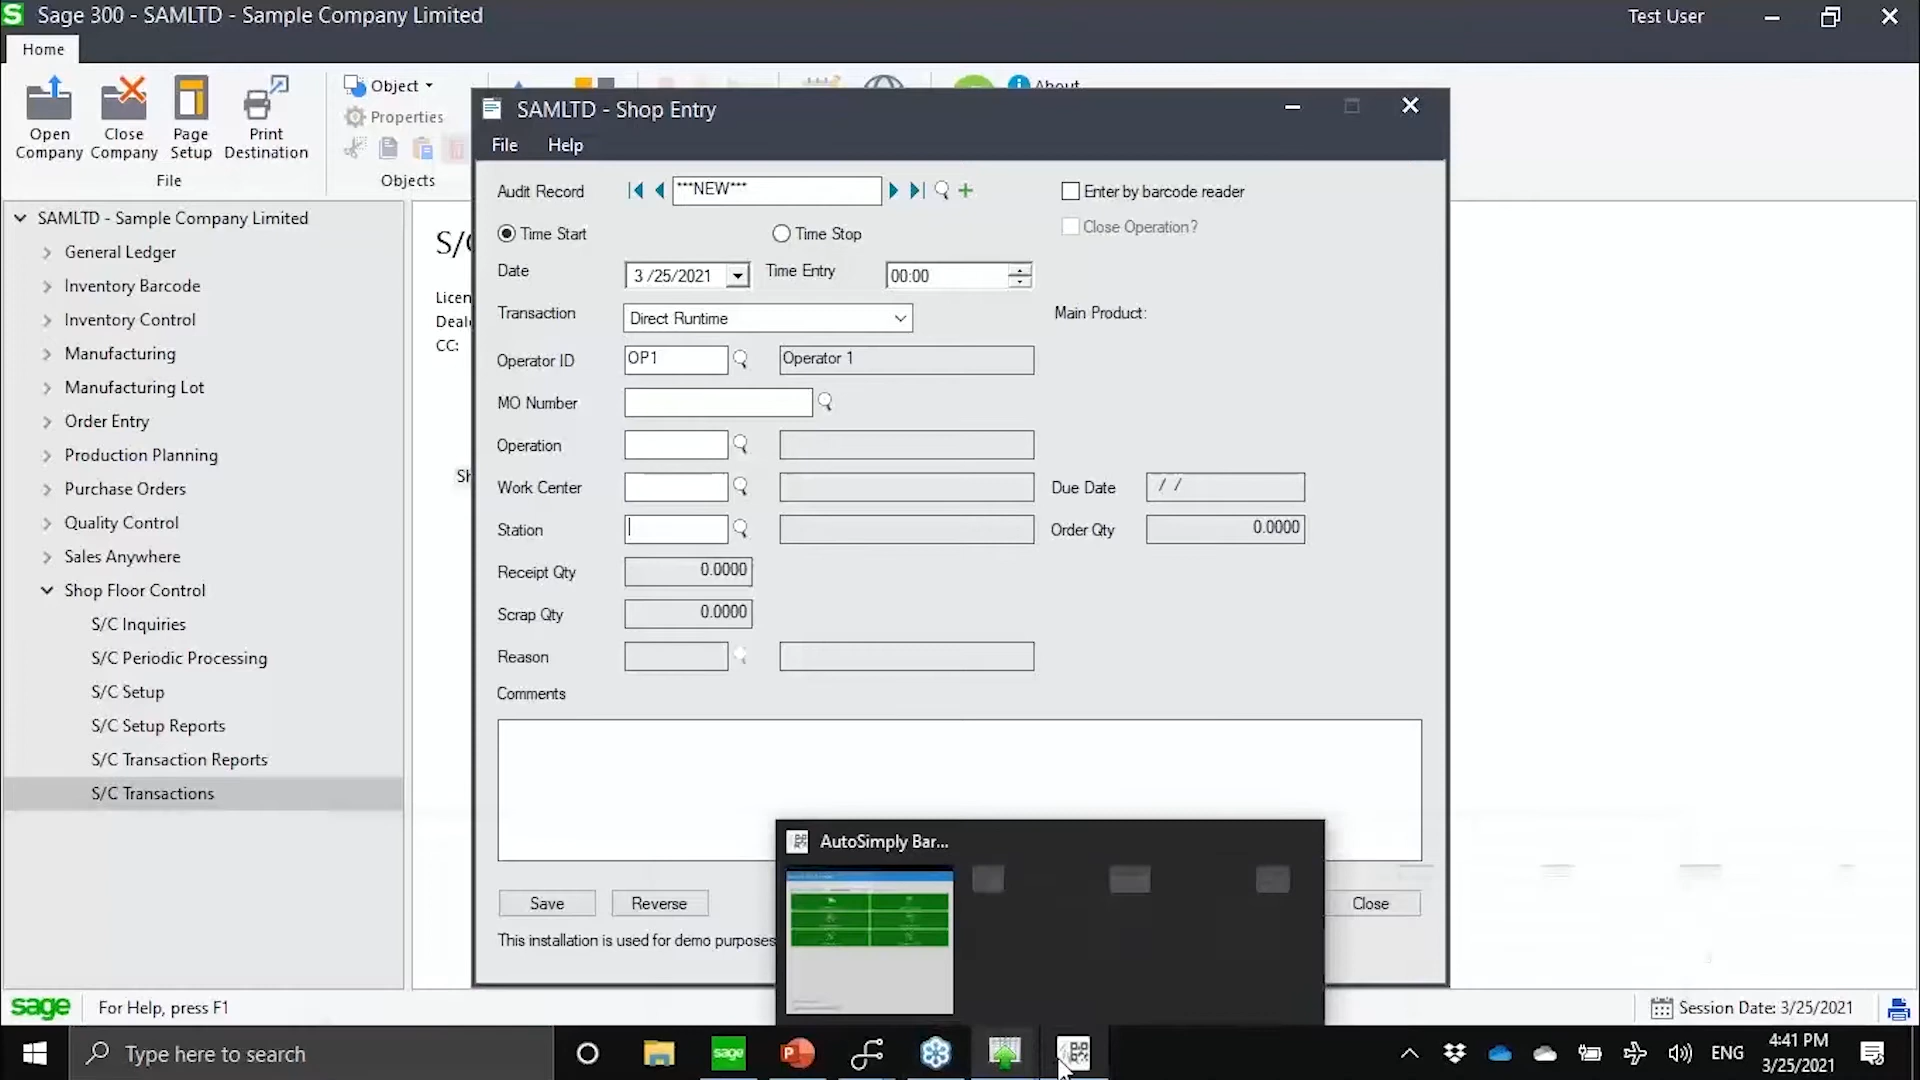 Sage 300 - SAMLTD - Sample Company Limited
Test User
Home
Open Company
Close Company
Page Setup
Print Destination
File
Object
Properties
Objects
About
SAMLTD - Sample Company Limited
General Ledger
Inventory Barcode
Inventory Control
Manufacturing
Manufacturing Lot
Order Entry
Production Planning
Purchase Orders
Quality Control
Sales Anywhere
Shop Floor Control
S/C Inquiries
S/C Periodic Processing
S/C Setup
S/C Setup Reports
S/C Transaction Reports
S/C Transactions
CC:
SAMLTD - Shop Entry
File Help
Audit Record ***NEW***
Enter by barcode reader
Time Start Time Stop
Close Operation?
Date 3 /25/2021 Time Entry 00:00
Transaction Direct Runtime Main Product:
Operator ID OP1 Operator 1
MO Number
Operation
Work Center Due Date / /
Station Order Qty 0.0000
Receipt Qty 0.0000
Scrap Qty 0.0000
Reason
Comments
AutoSimply Bar...
Save Reverse Close
This installation is used for demo purposes
sage For Help, press F1
Session Date: 3/25/2021
Type here to search
sage
ENG
4:41 PM
3/25/2021